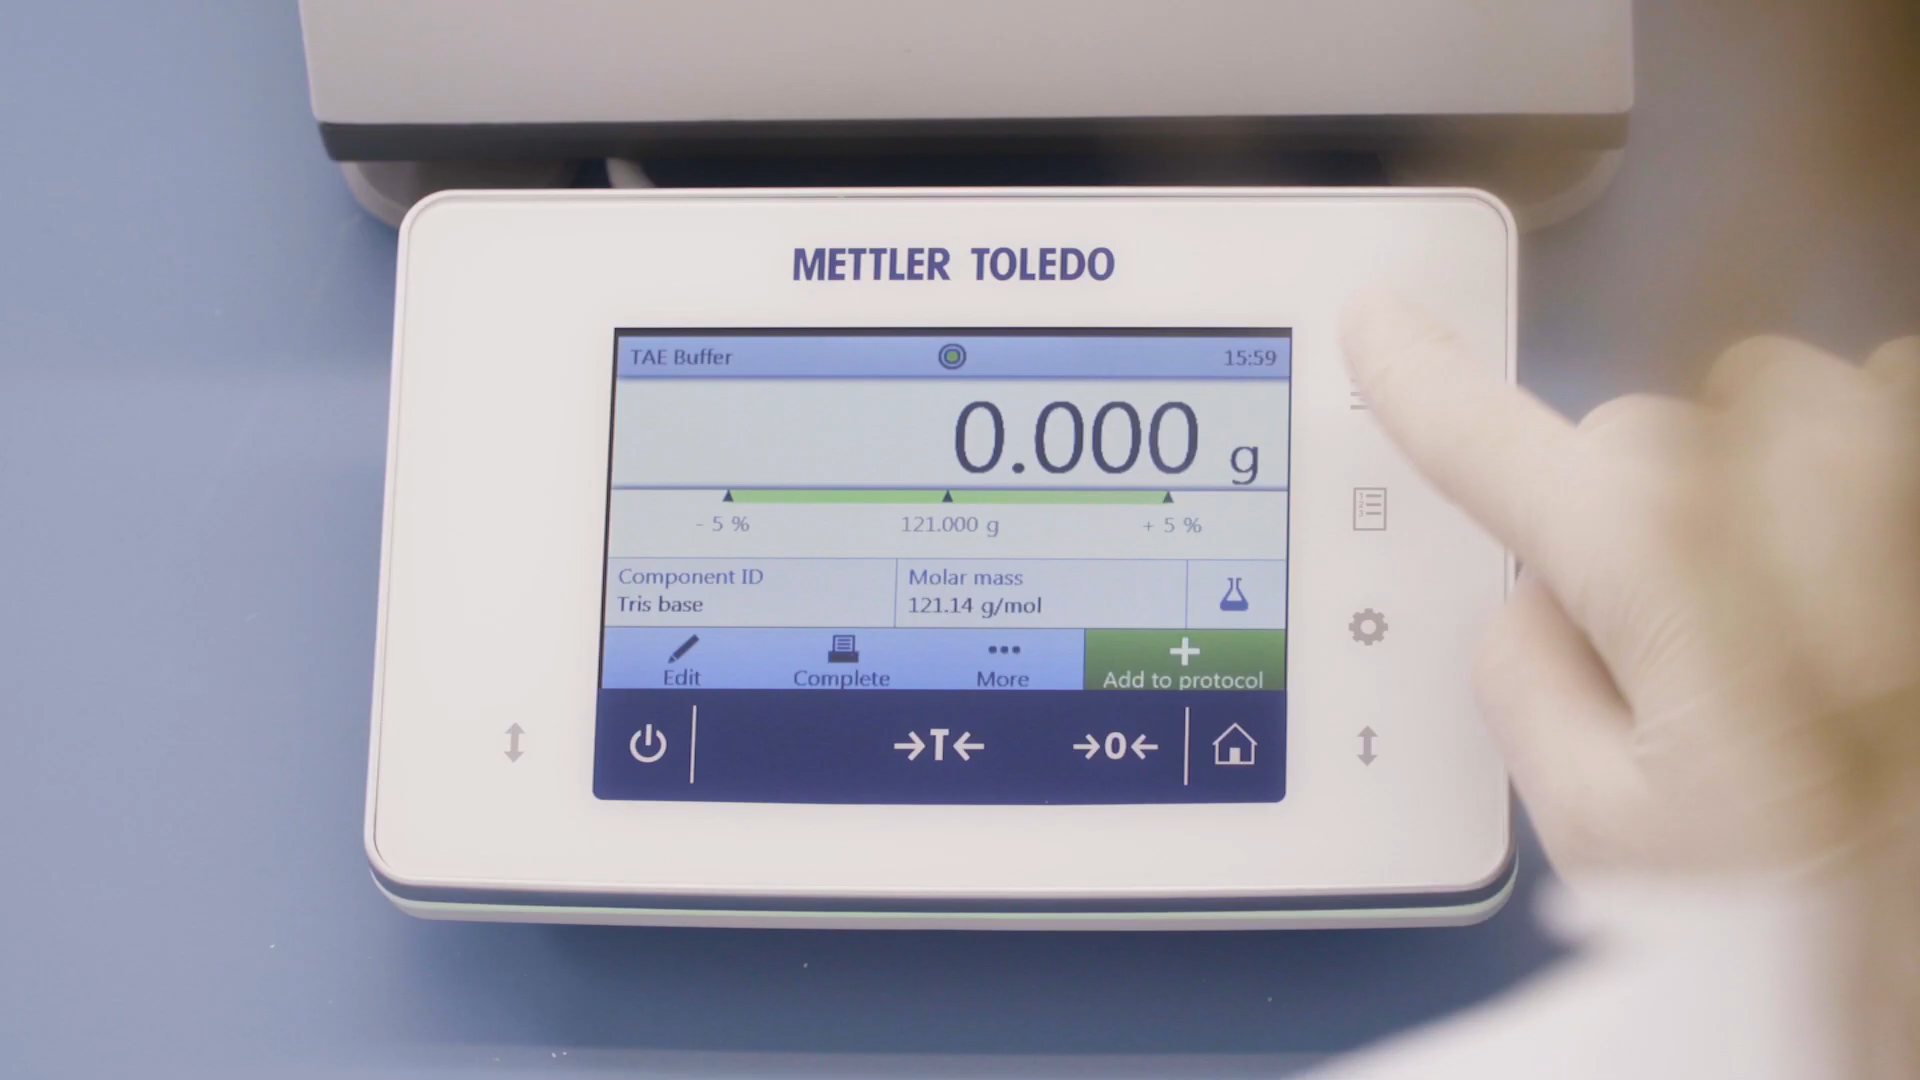 METTLER TOLEDO
TAE Buffer 15:59
0.000 g
- 5 % 121.000 g + 5 %
Component ID Molar mass
Tris base 121.14 g/mol
Edit Complete More Add to protocol
→T← →0←